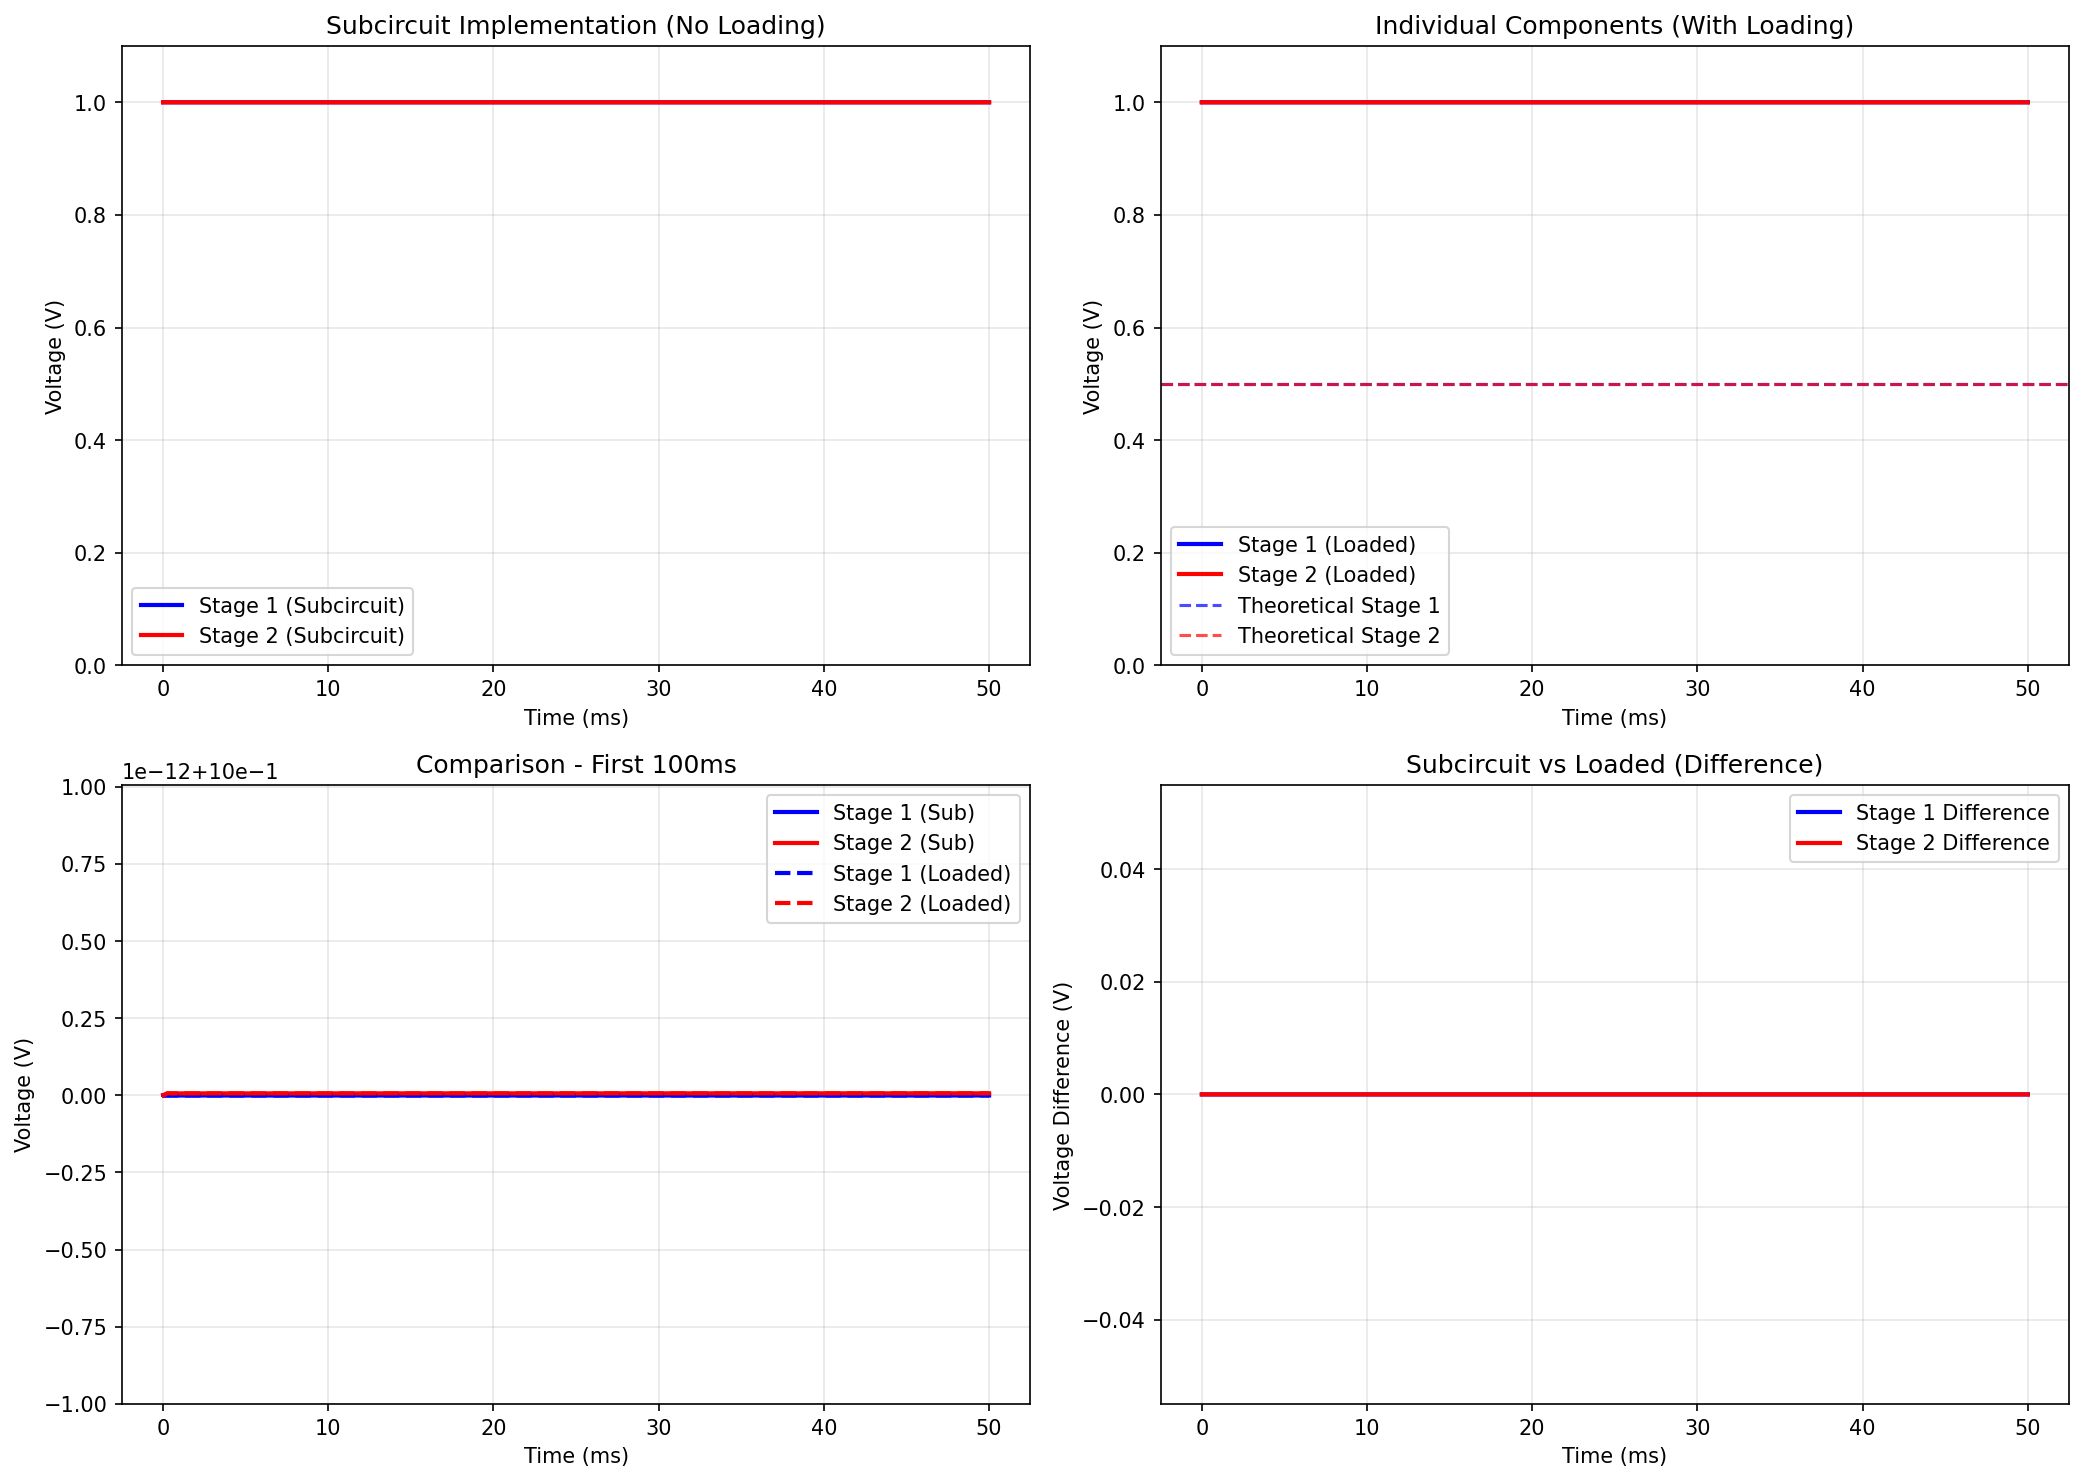 Subcircuit Implementation (No Loading)
1.0
0.8
0.6
0.4
0.2
0.0
Voltage (V)
Stage 1 (Subcircuit)
Stage 2 (Subcircuit)
0 10 20 30 40 50
Time (ms)
Individual Components (With Loading)
1.0
0.8
0.6
0.4
0.2
0.0
Voltage (V)
Stage 1 (Loaded)
Stage 2 (Loaded)
Theoretical Stage 1
Theoretical Stage 2
0 10 20 30 40 50
Time (ms)
Comparison - First 100ms
1e−12+10e−1
1.00
0.75
0.50
0.25
0.00
−0.25
−0.50
−0.75
−1.00
Voltage (V)
Stage 1 (Sub)
Stage 2 (Sub)
Stage 1 (Loaded)
Stage 2 (Loaded)
0 10 20 30 40 50
Time (ms)
Subcircuit vs Loaded (Difference)
0.04
0.02
0.00
−0.02
−0.04
Voltage Difference (V)
Stage 1 Difference
Stage 2 Difference
0 10 20 30 40 50
Time (ms)